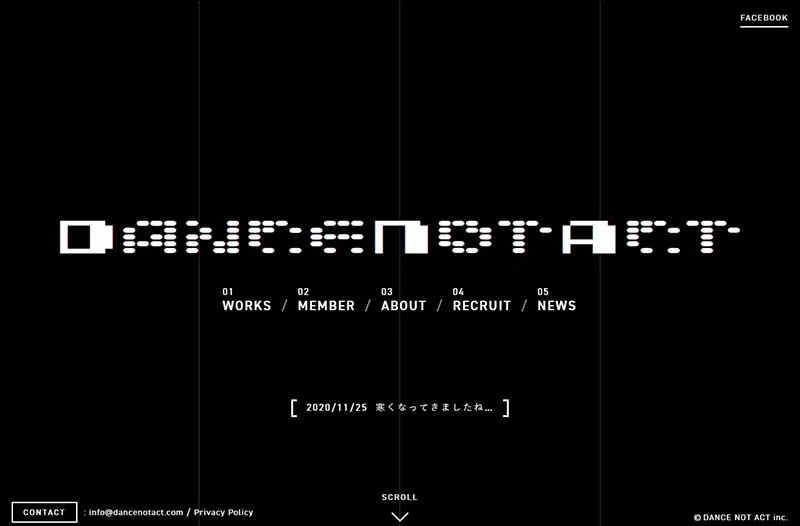 FACEBOOK
DANCENOTACT
01 02 03 04 05
WORKS / MEMBER / ABOUT / RECRUIT / NEWS
[ 2020/11/25 寒くなってきましたね… ]
SCROLL
CONTACT : info@dancenotact.com / Privacy Policy
© DANCE NOT ACT inc.